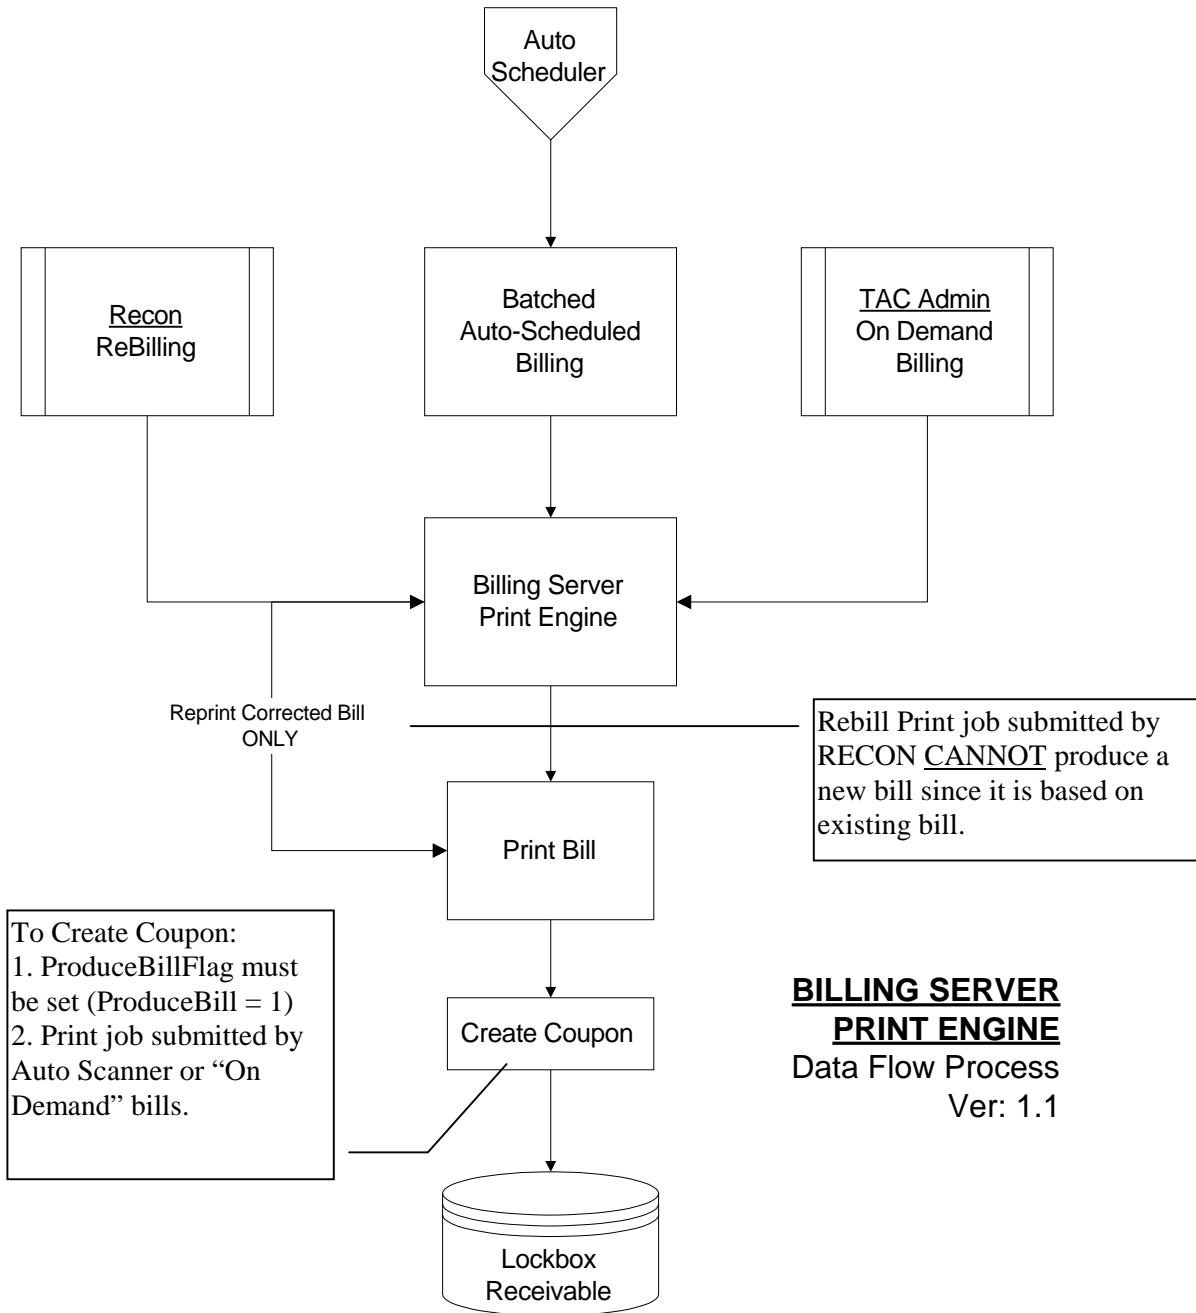 Auto
Scheduler
Recon
ReBilling
Batched
Auto-Scheduled
Billing
TAC Admin
On Demand
Billing
Billing Server
Print Engine
Reprint Corrected Bill
ONLY
Rebill Print job submitted by
RECON CANNOT produce a
new bill since it is based on
existing bill.
Print Bill
To Create Coupon:
1. ProduceBillFlag must
be set (ProduceBill = 1)
2. Print job submitted by
Auto Scanner or “On
Demand” bills.
Create Coupon
BILLING SERVER
PRINT ENGINE
Data Flow Process
Ver: 1.1
Lockbox
Receivable